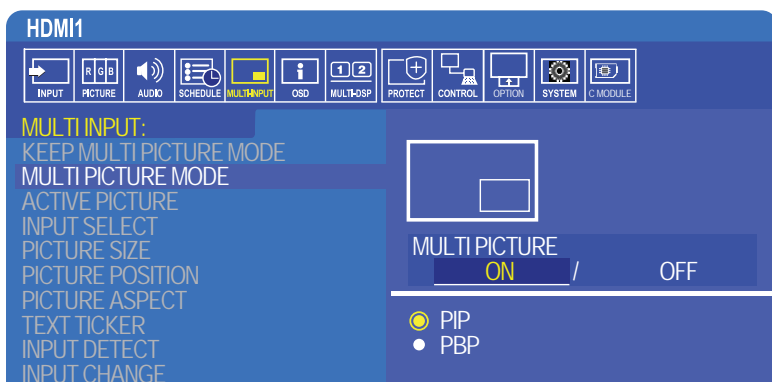 HDMI1
R G B
1 2
INPUT PICTURE AUDIO SCHEDULE MULTI-INPUT OSD MULTI-DSP PROTECT CONTROL OPTION SYSTEM C MODULE
MULTI INPUT:
KEEP MULTI PICTURE MODE
MULTI PICTURE MODE
ACTIVE PICTURE
INPUT SELECT
PICTURE SIZE
PICTURE POSITION
PICTURE ASPECT
TEXT TICKER
INPUT DETECT
INPUT CHANGE
MULTI PICTURE
ON / OFF
PIP
PBP